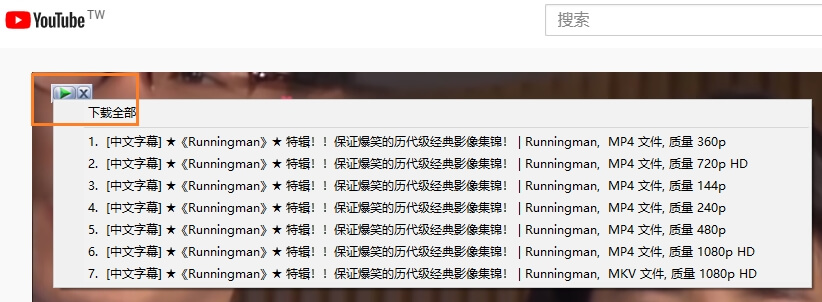 YouTube TW
搜索
下载全部
1. [中文字幕] ★《Runningman》★ 特辑！！保证爆笑的历代级经典影像集锦！ | Runningman, MP4 文件, 质量 360p
2. [中文字幕] ★《Runningman》★ 特辑！！保证爆笑的历代级经典影像集锦！ | Runningman, MP4 文件, 质量 720p HD
3. [中文字幕] ★《Runningman》★ 特辑！！保证爆笑的历代级经典影像集锦！ | Runningman, MP4 文件, 质量 144p
4. [中文字幕] ★《Runningman》★ 特辑！！保证爆笑的历代级经典影像集锦！ | Runningman, MP4 文件, 质量 240p
5. [中文字幕] ★《Runningman》★ 特辑！！保证爆笑的历代级经典影像集锦！ | Runningman, MP4 文件, 质量 480p
6. [中文字幕] ★《Runningman》★ 特辑！！保证爆笑的历代级经典影像集锦！ | Runningman, MP4 文件, 质量 1080p HD
7. [中文字幕] ★《Runningman》★ 特辑！！保证爆笑的历代级经典影像集锦！ | Runningman, MKV 文件, 质量 1080p HD